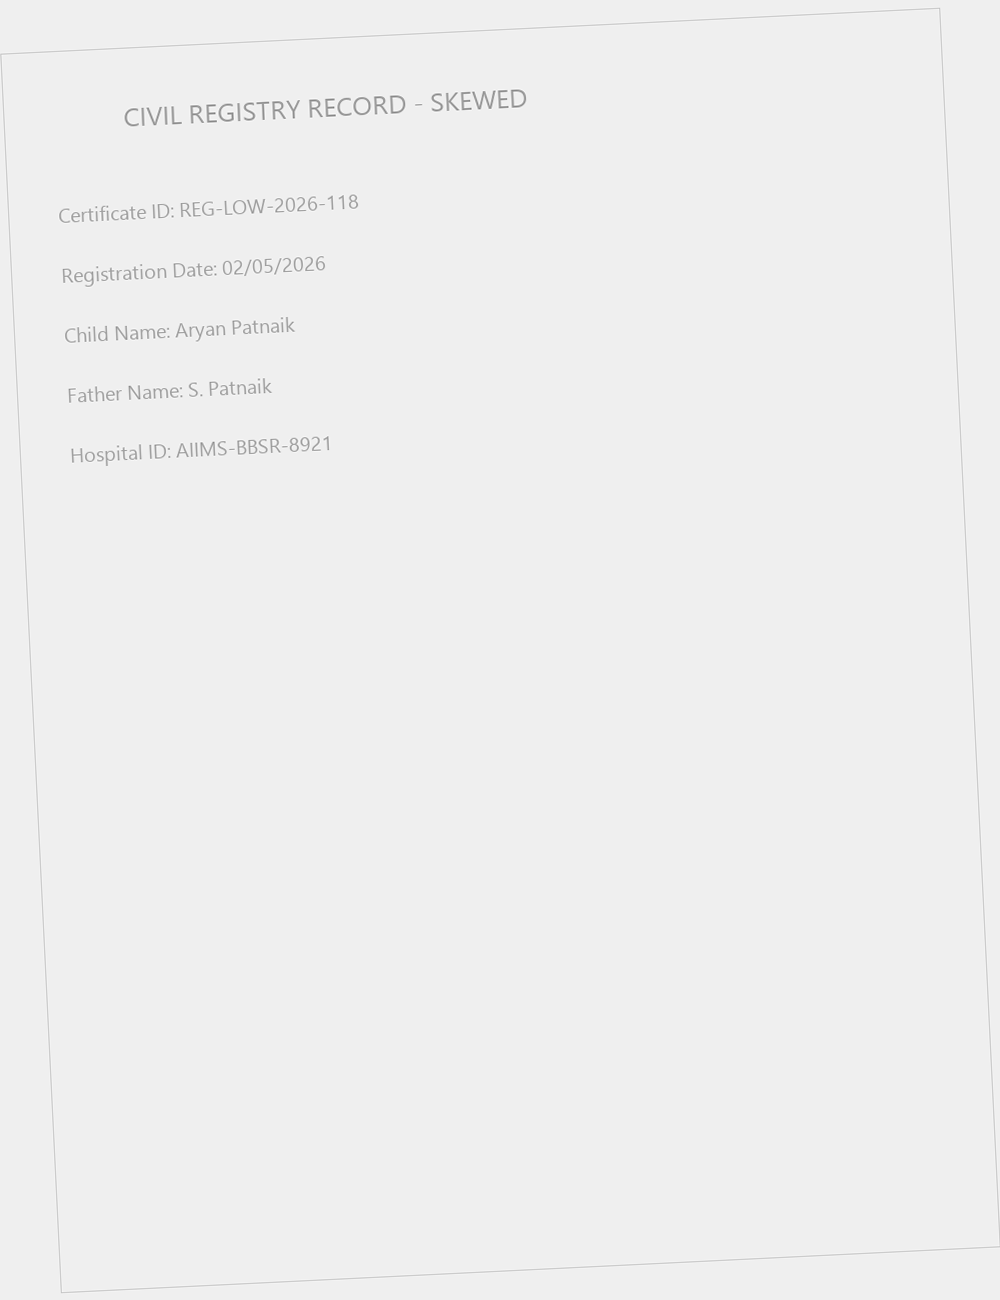 CIVIL REGISTRY RECORD - SKEWED
Certificate ID: REG-LOW-2026-118
Registration Date: 02/05/2026
Child Name: Aryan Patnaik
Father Name: S. Patnaik
Hospital ID: AIIMS-BBSR-8921